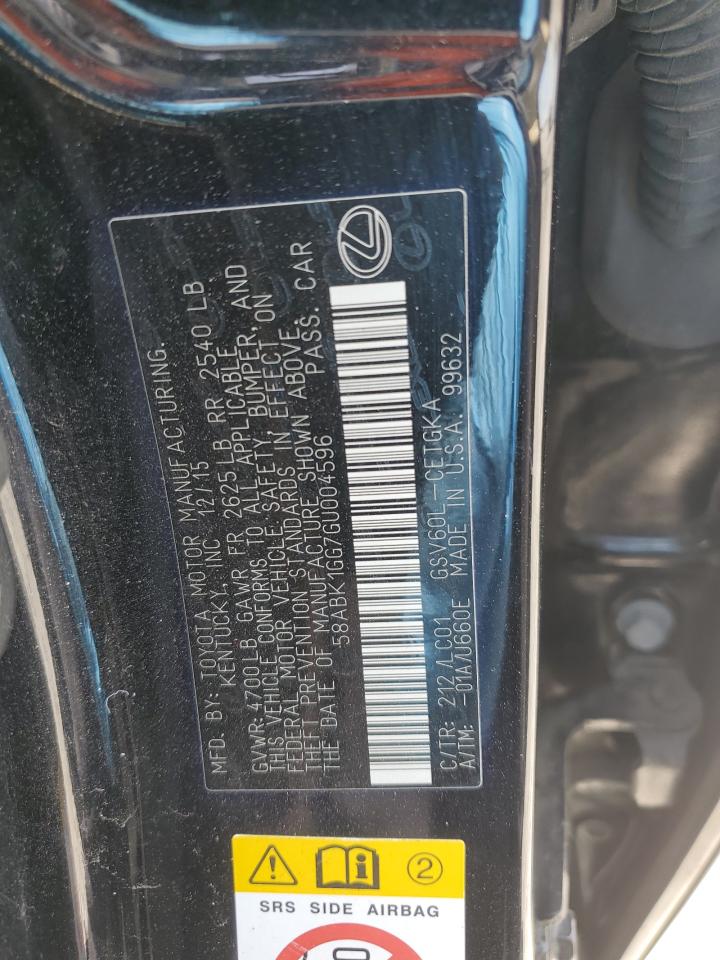 MFD. BY: TOYOTA MOTOR MANUFACTURING.
KENTUCKY, INC 12/15
GVWR: 4700LB GAWR FR 2625LB RR 2540 LB
THIS VEHICLE CONFORMS TO ALL APPLICABLE
FEDERAL MOTOR VEHICLE SAFETY, BUMPER, AND
THEFT PREVENTION STANDARDS IN EFFECT ON
THE DATE OF MANUFACTURE SHOWN ABOVE.
58ABK1GG7GU004596 PASS. CAR
C/TR: 212/LC01 GSV60L-CETGKA
A/TM: -01A/U660E MADE IN U.S.A. 99632
2
SRS SIDE AIRBAG